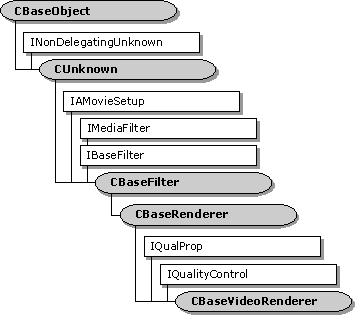 CBaseObject
INonDelegatingUnknown
CUnknown
IAMovieSetup
IMediaFilter
IBaseFilter
CBaseFilter
CBaseRenderer
IQualProp
IQualityControl
CBaseVideoRenderer